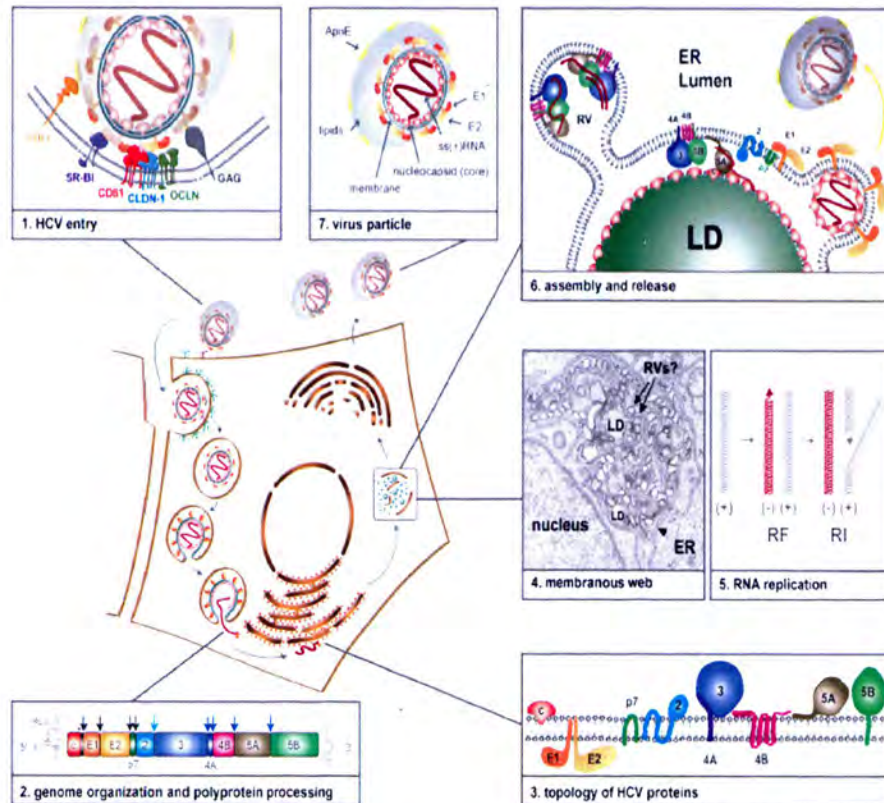 SR-BI
CD81
CLDN-1
OCLN
GAG
1. HCV entry
ApoE
lipids
E1
E2
ss(+)RNA
nucleocapsid (core)
membrane
7. virus particle
ER
Lumen
RV
4A
4B
3
5B
5A
2
p7
E1
E2
LD
6. assembly and release
RVs?
LD
LD
nucleus
ER
4. membranous web
(+)
(-) (+)
(-) (+)
RF
RI
5. RNA replication
C
E1
E2
p7
2
3
4A
4B
5A
5B
2. genome organization and polyprotein processing
c
E1
E2
p7
2
3
4A
4B
5A
5B
3. topology of HCV proteins